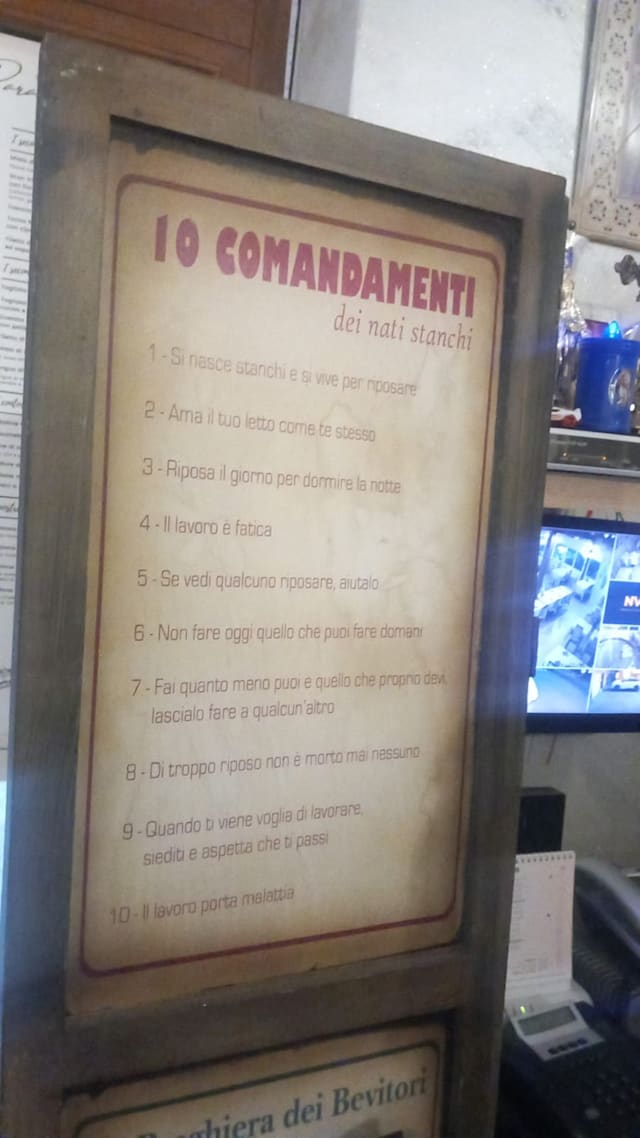 10 COMANDAMENTI
dei nati stanchi
1 - Si nasce stanchi e si vive per riposare
2 - Ama il tuo letto come te stesso
3 - Riposa il giorno per dormire la notte
4 - Il lavoro è fatica
5 - Se vedi qualcuno riposare, aiutalo
6 - Non fare oggi quello che puoi fare domani
7 - Fai quanto meno puoi e quello che proprio devi,
lascialo fare a qualcun'altro
8 - Di troppo riposo non è morto mai nessuno
9 - Quando ti viene voglia di lavorare,
siediti e aspetta che ti passi
10 - Il lavoro porta malattia
dei Bevitori